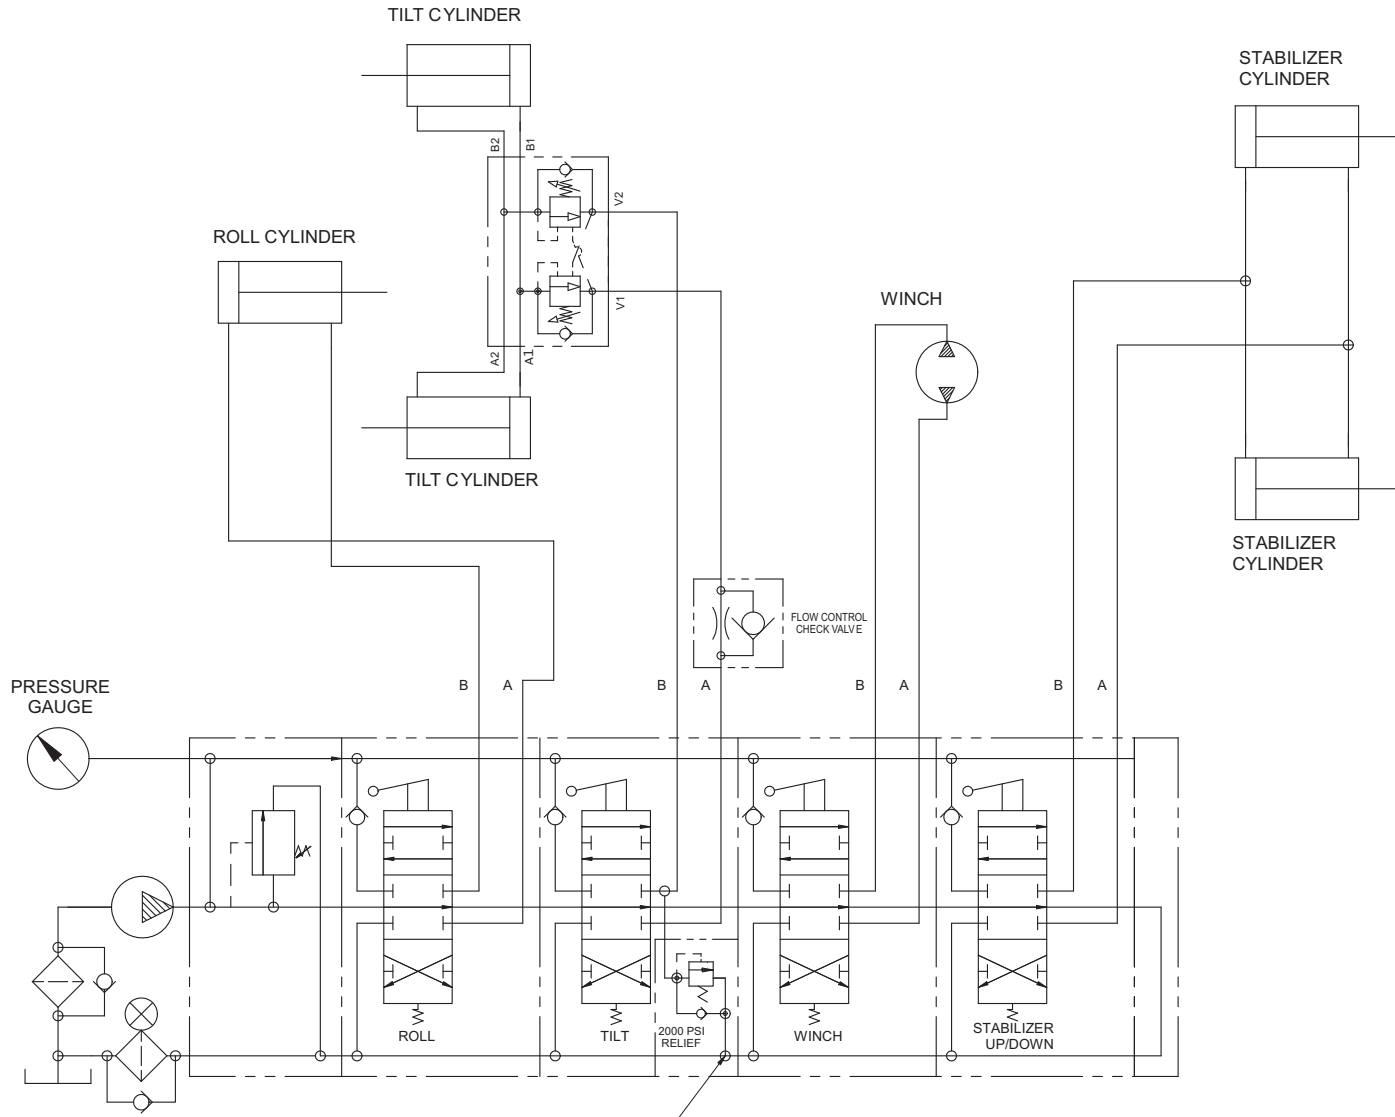 TILT CYLINDER
STABILIZER
CYLINDER
B2
B1
V2
ROLL CYLINDER
WINCH
V1
A2
A1
TILT CYLINDER
STABILIZER
CYLINDER
FLOW CONTROL
CHECK VALVE
PRESSURE
GAUGE
B
A
B
A
B
A
B
A
ROLL
TILT
2000 PSI
RELIEF
WINCH
STABILIZER
UP/DOWN